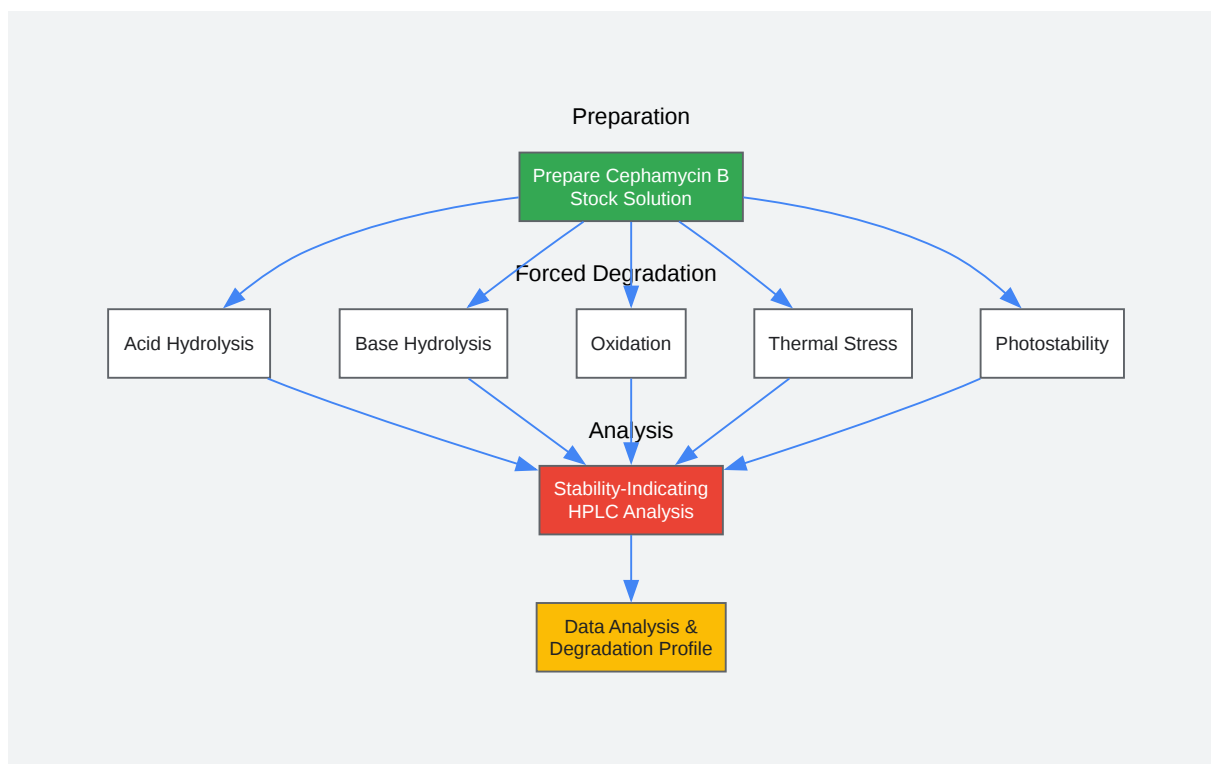 Preparation
Prepare Cephamycin B
Stock Solution
Forced Degradation
Acid Hydrolysis
Base Hydrolysis
Oxidation
Thermal Stress
Photostability
Analysis
Stability-Indicating
HPLC Analysis
Data Analysis &
Degradation Profile